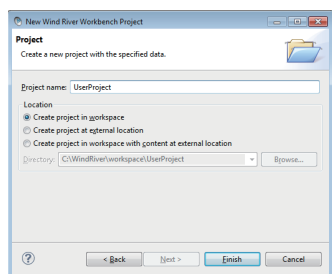 New Wind River Workbench Project
Project
Create a new project with the specified data.
Project name: UserProject
Location
Create project in workspace
Create project at external location
Create project in workspace with content at external location
Directory: C:\WindRiver\workspace\UserProject Browse...
? < Back Next > Finish Cancel